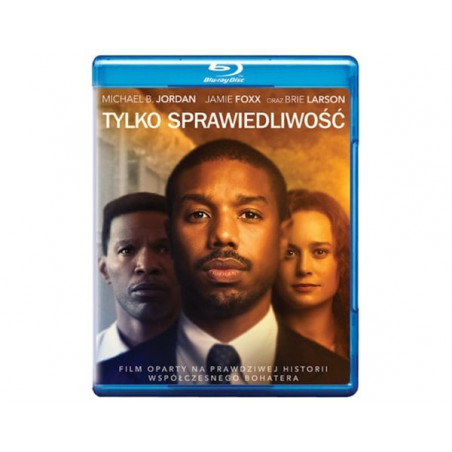 Blu-ray Disc
MICHAEL B. JORDAN JAMIE FOXX ORAZ BRIE LARSON
TYLKO SPRAWIEDLIWOŚĆ
FILM OPARTY NA PRAWDZIWEJ HISTORII
WSPÓŁCZESNEGO BOHATERA